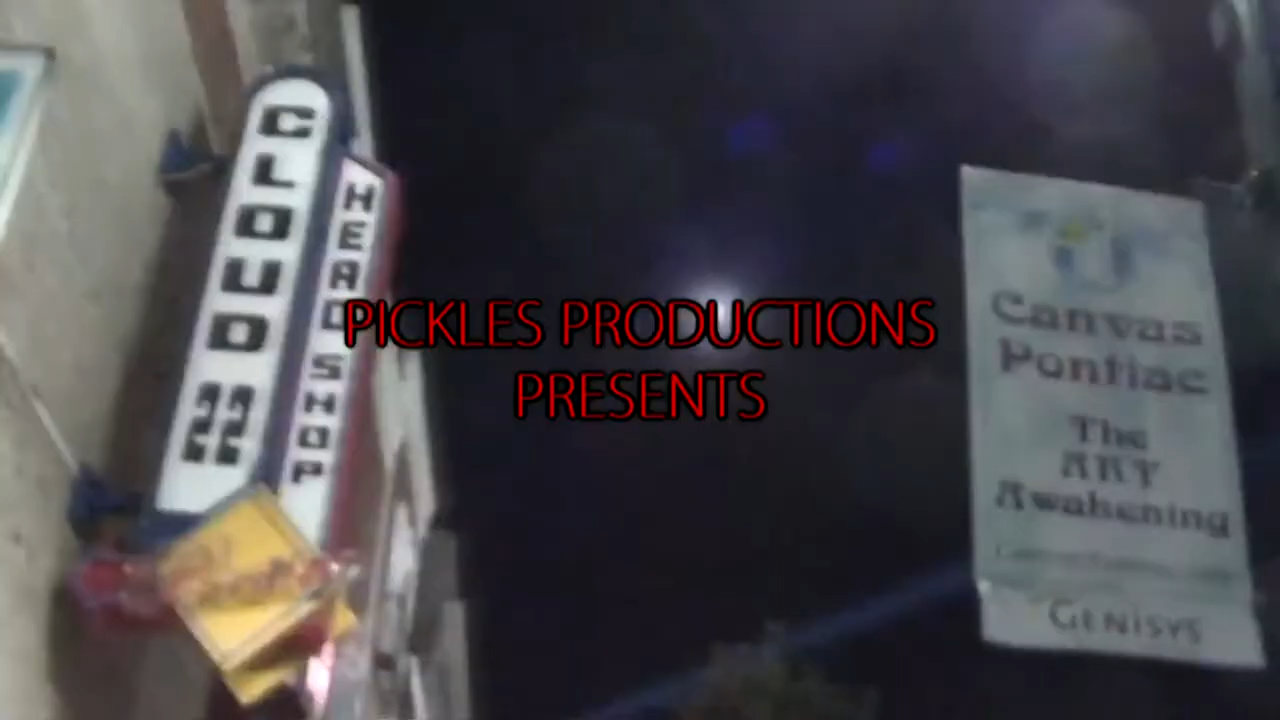 CLOUD 22
HEAD SHOP
PICKLES PRODUCTIONS
PRESENTS
Canvas
Pontiac
The
ART
Awakening
GENISYS